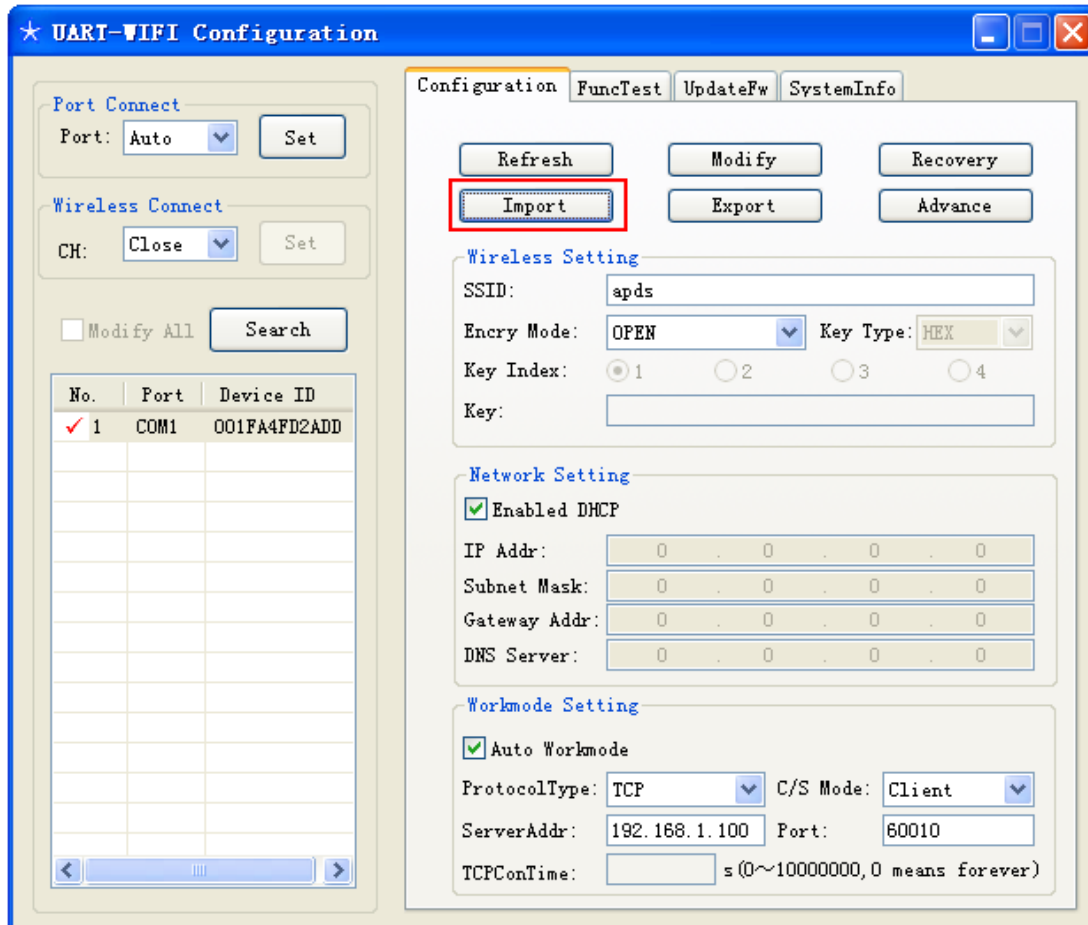 UART-WIFI Configuration
Port Connect
Port: Auto Set
Wireless Connect
CH: Close Set
Modify All Search
No. Port Device ID
1 COM1 001FA4FD2ADD
Configuration FuncTest UpdateFw SystemInfo
Refresh Modify Recovery
Import Export Advance
Wireless Setting
SSID: apds
Encry Mode: OPEN Key Type: HEX
Key Index: 1 2 3 4
Key:
Network Setting
Enabled DHCP
IP Addr: 0 . 0 . 0 . 0
Subnet Mask: 0 . 0 . 0 . 0
Gateway Addr: 0 . 0 . 0 . 0
DNS Server: 0 . 0 . 0 . 0
Workmode Setting
Auto Workmode
ProtocolType: TCP C/S Mode: Client
ServerAddr: 192.168.1.100 Port: 60010
TCPConTime: s(0~10000000,0 means forever)